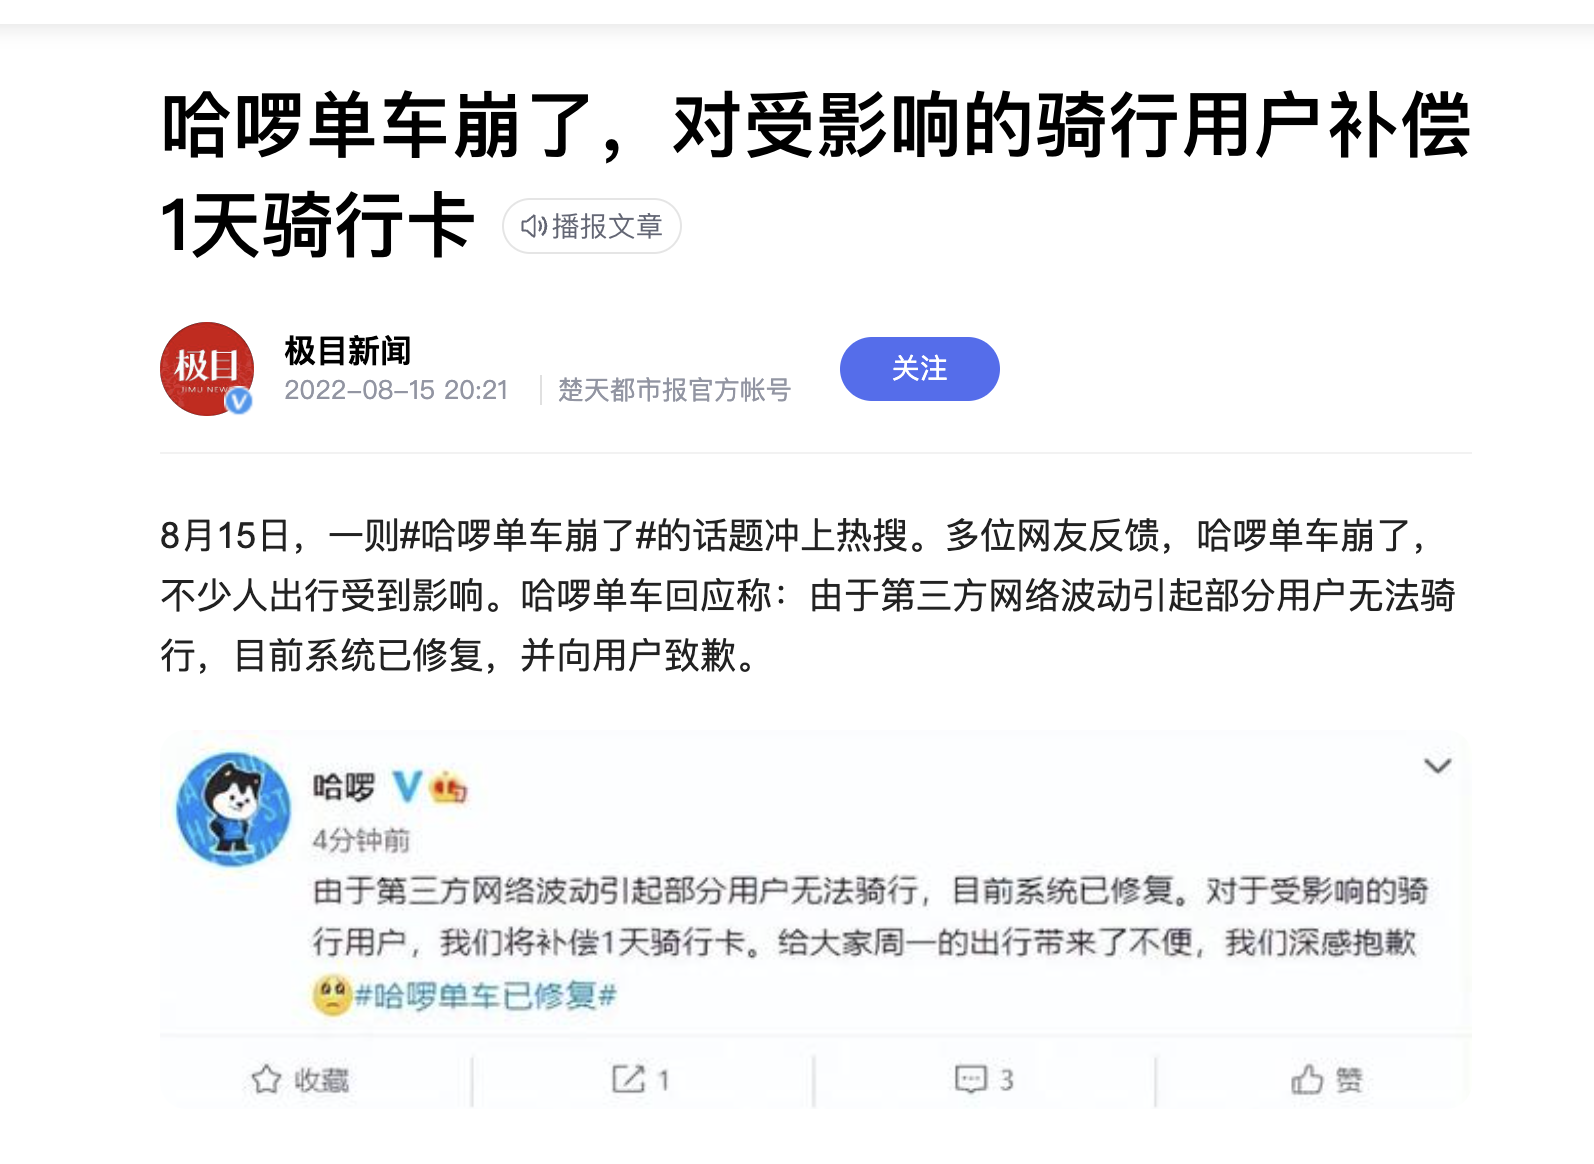 哈啰单车崩了，对受影响的骑行用户补偿
1天骑行卡 播报文章
极目
JIMU NEWS
极目新闻
2022-08-15 20:21 楚天都市报官方帐号
关注
8月15日，一则#哈啰单车崩了#的话题冲上热搜。多位网友反馈，哈啰单车崩了，
不少人出行受到影响。哈啰单车回应称：由于第三方网络波动引起部分用户无法骑
行，目前系统已修复，并向用户致歉。
哈啰
4分钟前
由于第三方网络波动引起部分用户无法骑行，目前系统已修复。对于受影响的骑
行用户，我们将补偿1天骑行卡。给大家周一的出行带来了不便，我们深感抱歉
#哈啰单车已修复#
收藏 1 3 赞